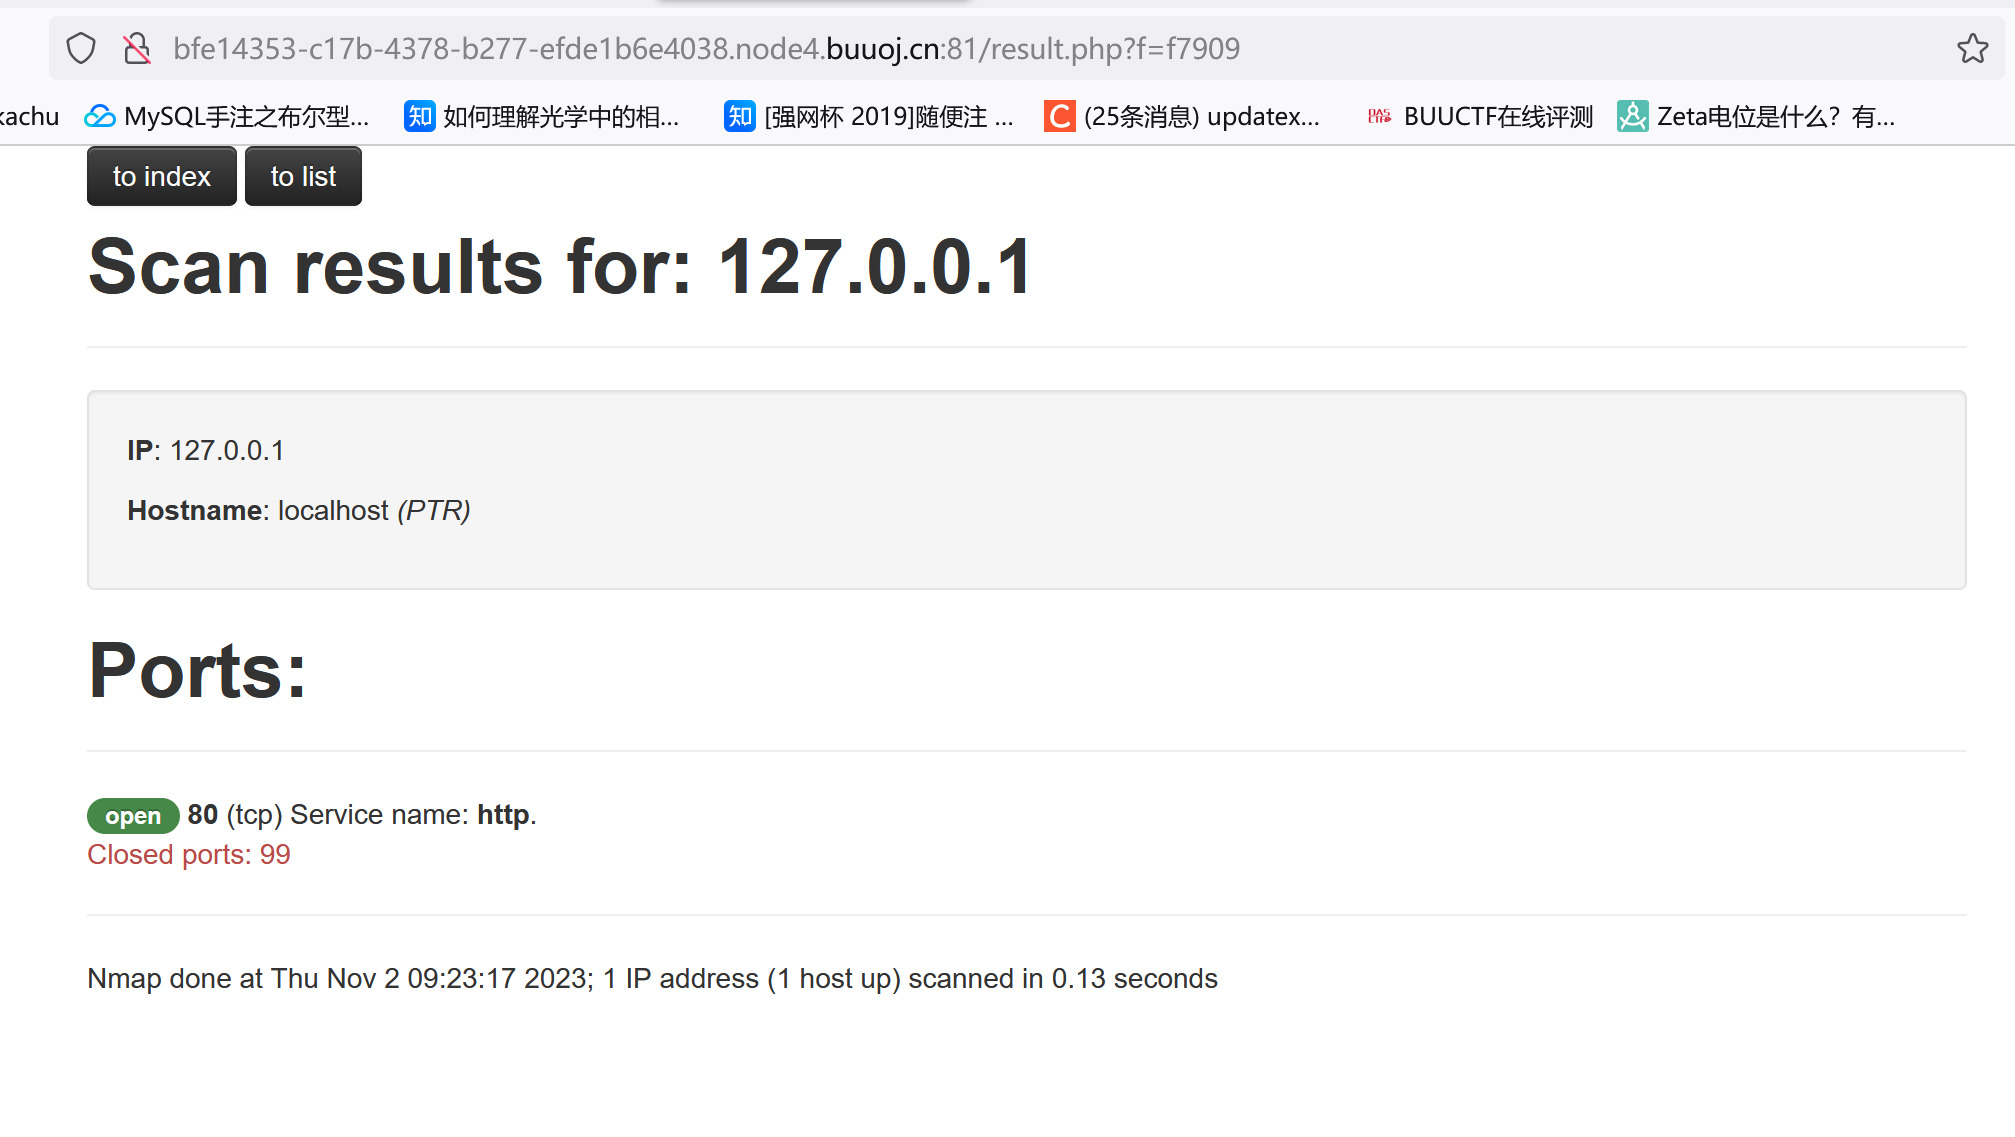 bfe14353-c17b-4378-b277-efde1b6e4038.node4.buuoj.cn:81/result.php?f=f7909
kachu MySQL手注之布尔型... 知 如何理解光学中的相... 知 [强网杯 2019]随便注 ... C (25条消息) updatex... BUUCTF在线评测 Zeta电位是什么？有...
to index to list
Scan results for: 127.0.0.1
IP: 127.0.0.1
Hostname: localhost (PTR)
Ports:
open 80 (tcp) Service name: http.
Closed ports: 99
Nmap done at Thu Nov 2 09:23:17 2023; 1 IP address (1 host up) scanned in 0.13 seconds